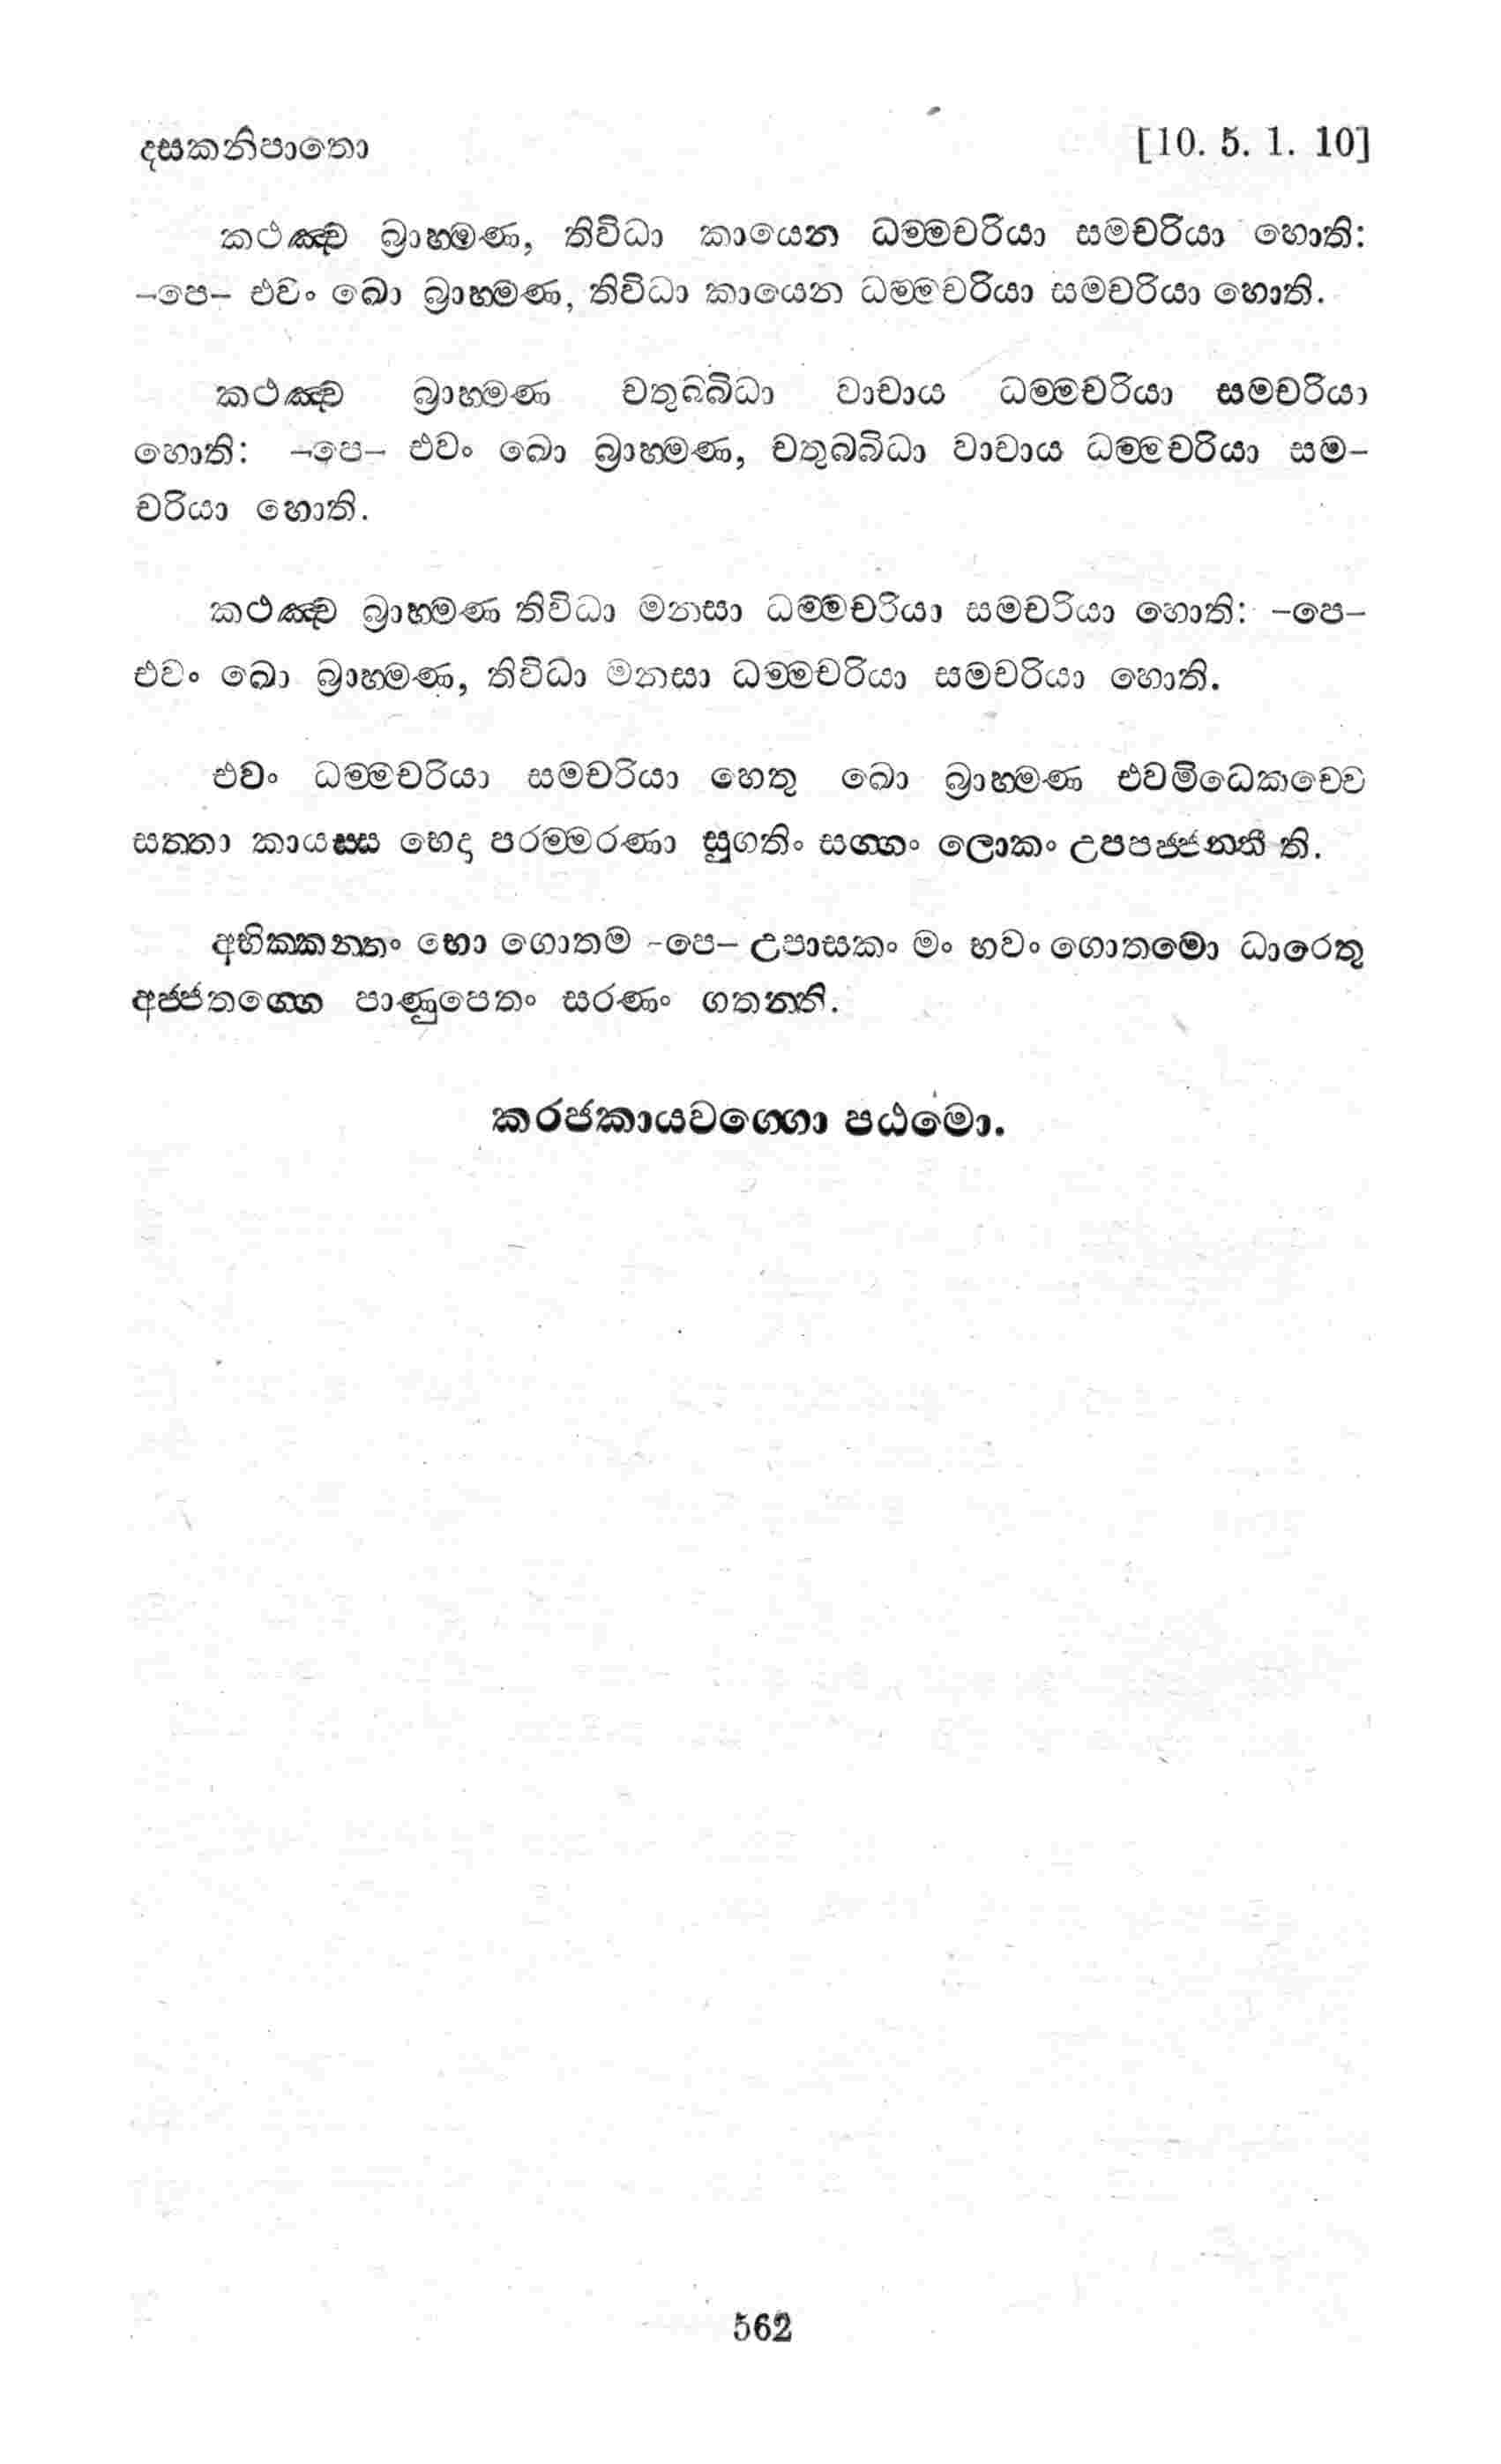 දසකනිපාතො [10. 5. 1. 10]
කථඤ්ච බ්‍රාහ්මණ, තිවිධා කායෙන ධම්මචරියා සමචරියා හොති:
–පෙ– එවං ඛො බ්‍රාහ්මණ, තිවිධා කායෙන ධම්මචරියා සමචරියා හොති.
කථඤ්ච බ්‍රාහ්මණ චතුබ්බිධා වාචාය ධම්මචරියා සමචරියා
හොති: –පෙ– එවං ඛො බ්‍රාහ්මණ, චතුබ්බිධා වාචාය ධම්මචරියා සම–
චරියා හොති.
කථඤ්ච බ්‍රාහ්මණ තිවිධා මනසා ධම්මචරියා සමචරියා හොති: –පෙ–
එවං ඛො බ්‍රාහ්මණ, තිවිධා මනසා ධම්මචරියා සමචරියා හොති.
එවං ධම්මචරියා සමචරියා හෙතු ඛො බ්‍රාහ්මණ එවමිධෙකච්චෙ
සත්තා කායස්ස භෙදා පරම්මරණා සුගතිං සග්ගං ලොකං උපපජ්ජන්තී ති.
අභික්කන්තං භො ගොතම –පෙ– උපාසකං මං භවං ගොතමො ධාරෙතු
අජ්ජතග්ගෙ පාණුපෙතං සරණං ගතන්ති.
කරජකායවග්ගො පඨමො.
562